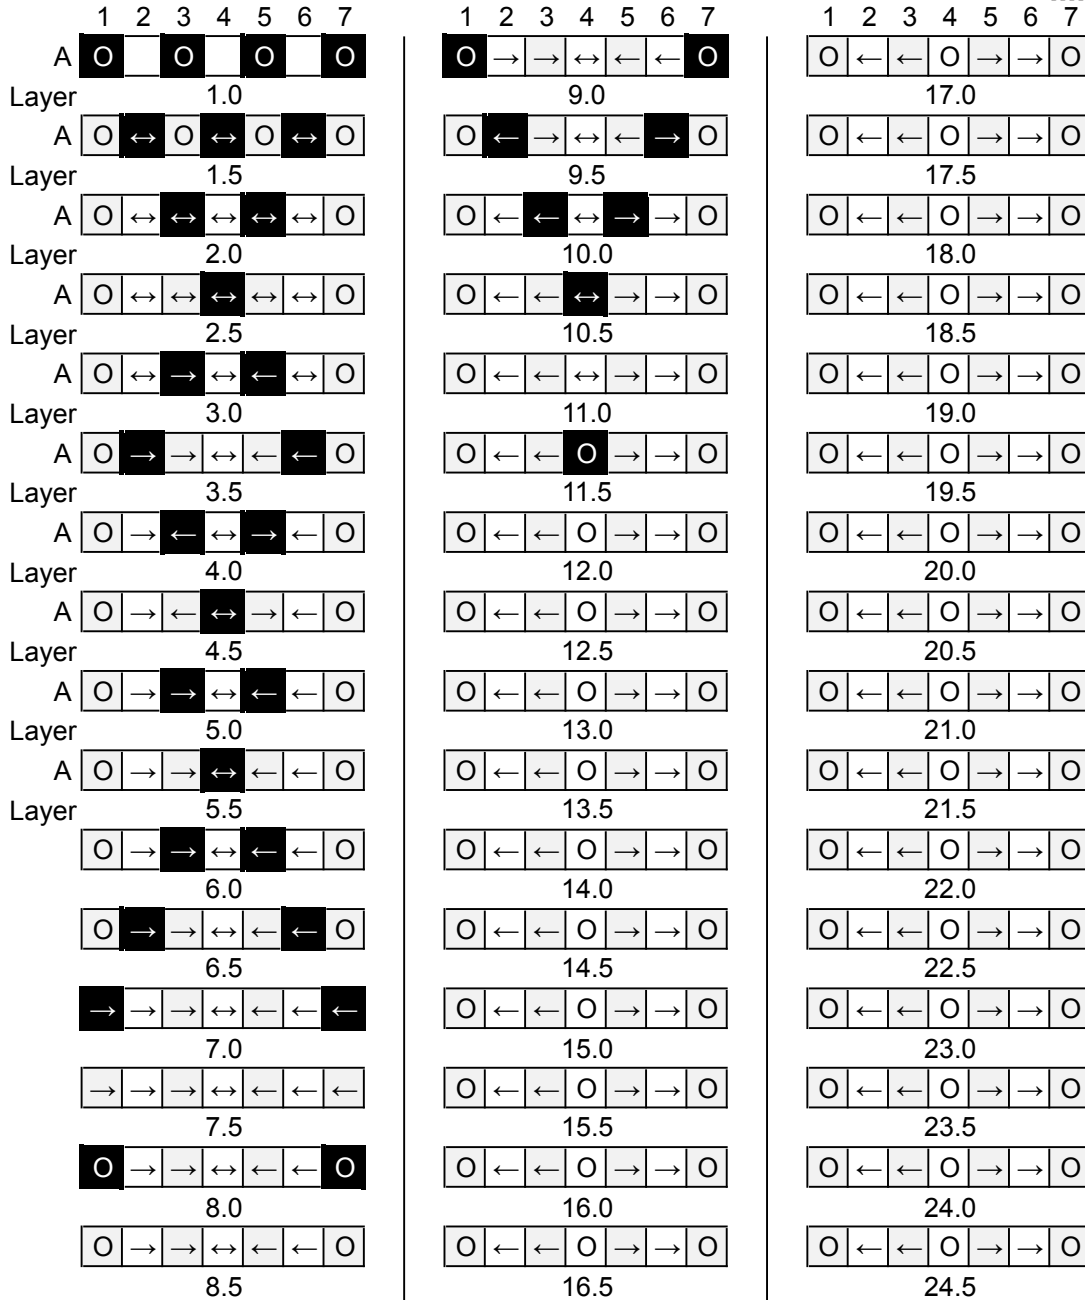 1 2 3 4 5 6 7
A O O O O
Layer 1.0
A O ↔ O ↔ O ↔ O
Layer 1.5
A O ↔ ↔ ↔ ↔ ↔ O
Layer 2.0
A O ↔ ↔ ↔ ↔ ↔ O
Layer 2.5
A O ↔ → ↔ ← ↔ O
Layer 3.0
A O → → ↔ ← ← O
Layer 3.5
A O → ← ↔ → ← O
Layer 4.0
A O → ← ↔ → ← O
Layer 4.5
A O → → ↔ ← ← O
Layer 5.0
A O → → ↔ ← ← O
Layer 5.5
O → → ↔ ← ← O
6.0
O → → ↔ ← ← O
6.5
→ → → ↔ ← ← ←
7.0
→ → → ↔ ← ← ←
7.5
O → → ↔ ← ← O
8.0
O → → ↔ ← ← O
8.5
1 2 3 4 5 6 7
O → → ↔ ← ← O
9.0
O ← → ↔ ← → O
9.5
O ← ← ↔ → → O
10.0
O ← ← ↔ → → O
10.5
O ← ← ↔ → → O
11.0
O ← ← O → → O
11.5
O ← ← O → → O
12.0
O ← ← O → → O
12.5
O ← ← O → → O
13.0
O ← ← O → → O
13.5
O ← ← O → → O
14.0
O ← ← O → → O
14.5
O ← ← O → → O
15.0
O ← ← O → → O
15.5
O ← ← O → → O
16.0
O ← ← O → → O
16.5
1 2 3 4 5 6 7
O ← ← O → → O
17.0
O ← ← O → → O
17.5
O ← ← O → → O
18.0
O ← ← O → → O
18.5
O ← ← O → → O
19.0
O ← ← O → → O
19.5
O ← ← O → → O
20.0
O ← ← O → → O
20.5
O ← ← O → → O
21.0
O ← ← O → → O
21.5
O ← ← O → → O
22.0
O ← ← O → → O
22.5
O ← ← O → → O
23.0
O ← ← O → → O
23.5
O ← ← O → → O
24.0
O ← ← O → → O
24.5